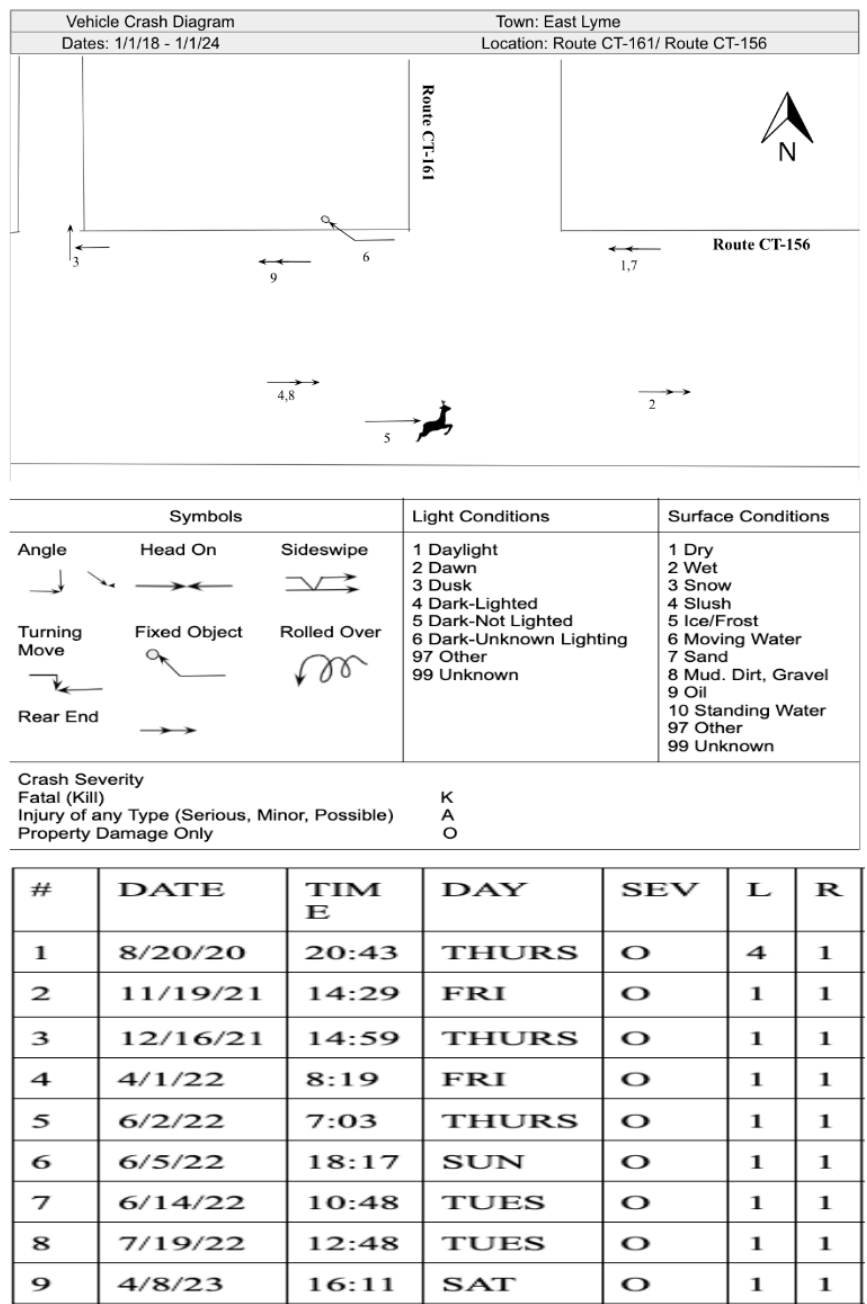 Vehicle Crash Diagram Town: East Lyme
Dates: 1/1/18 - 1/1/24 Location: Route CT-161/ Route CT-156
Route CT-161
N
Route CT-156
3
9
6
1,7
4,8
5
2
Symbols
Angle Head On Sideswipe
Turning Move Fixed Object Rolled Over
Rear End
Light Conditions
1 Daylight
2 Dawn
3 Dusk
4 Dark-Lighted
5 Dark-Not Lighted
6 Dark-Unknown Lighting
97 Other
99 Unknown
Surface Conditions
1 Dry
2 Wet
3 Snow
4 Slush
5 Ice/Frost
6 Moving Water
7 Sand
8 Mud. Dirt, Gravel
9 Oil
10 Standing Water
97 Other
99 Unknown
Crash Severity
Fatal (Kill) K
Injury of any Type (Serious, Minor, Possible) A
Property Damage Only O
# DATE TIM E DAY SEV L R
1 8/20/20 20:43 THURS O 4 1
2 11/19/21 14:29 FRI O 1 1
3 12/16/21 14:59 THURS O 1 1
4 4/1/22 8:19 FRI O 1 1
5 6/2/22 7:03 THURS O 1 1
6 6/5/22 18:17 SUN O 1 1
7 6/14/22 10:48 TUES O 1 1
8 7/19/22 12:48 TUES O 1 1
9 4/8/23 16:11 SAT O 1 1